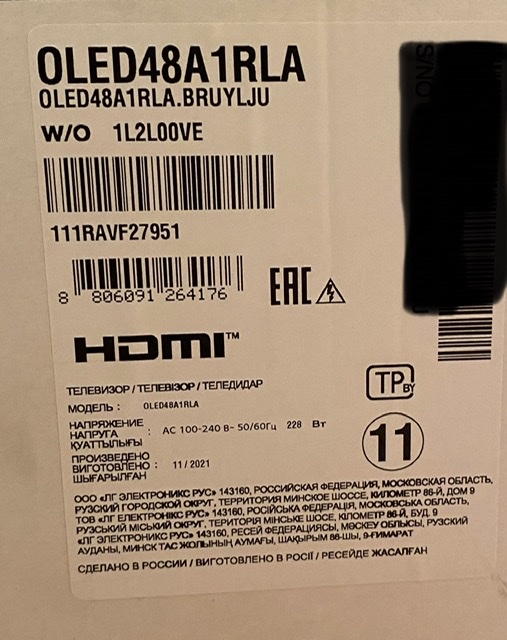 OLED48A1RLA
OLED48A1RLA.BRUYLJU
W/O 1L2L00VE
111RAVF27951
8 806091 264176
EAC
HDMI™
ТЕЛЕВИЗОР / ТЕЛЕВІЗОР / ТЕЛЕДИДАР
МОДЕЛЬ : OLED48A1RLA
НАПРЯЖЕНИЕ
НАПРУГА : AC 100-240 В~ 50/60Гц 228 Вт
ҚУАТТЫЛЫҒЫ
ПРОИЗВЕДЕНО
ВИГОТОВЛЕНО : 11/2021
ШЫҒАРЫЛҒАН
TP BY
11
ООО «ЛГ ЭЛЕКТРОНИКС РУС» 143160, РОССИЙСКАЯ ФЕДЕРАЦИЯ, МОСКОВСКАЯ ОБЛАСТЬ,
РУЗСКИЙ ГОРОДСКОЙ ОКРУГ, ТЕРРИТОРИЯ МИНСКОЕ ШОССЕ, КИЛОМЕТР 86-Й, ДОМ 9
ТОВ «ЛГ ЕЛЕКТРОНІКС РУС» 143160, РОСІЙСЬКА ФЕДЕРАЦІЯ, МОСКОВСЬКА ОБЛАСТЬ,
РУЗСЬКИЙ МІСЬКИЙ ОКРУГ, ТЕРИТОРІЯ МІНСЬКЕ ШОСЕ, КІЛОМЕТР 86-Й, БУД. 9
«ЛГ ЭЛЕКТРОНИКС РУС» 143160, РЕСЕЙ ФЕДЕРАЦИЯСЫ, МӘСКЕУ ОБЛЫСЫ, РУЗСКИЙ
АУДАНЫ, МИНСК ТАС ЖОЛЫНЫҢ АУМАҒЫ, ШАҚЫРЫМ 86-ШЫ, 9-ҒИМАРАТ
СДЕЛАНО В РОССИИ / ВИГОТОВЛЕНО В РОСІЇ / РЕСЕЙДЕ ЖАСАЛҒАН